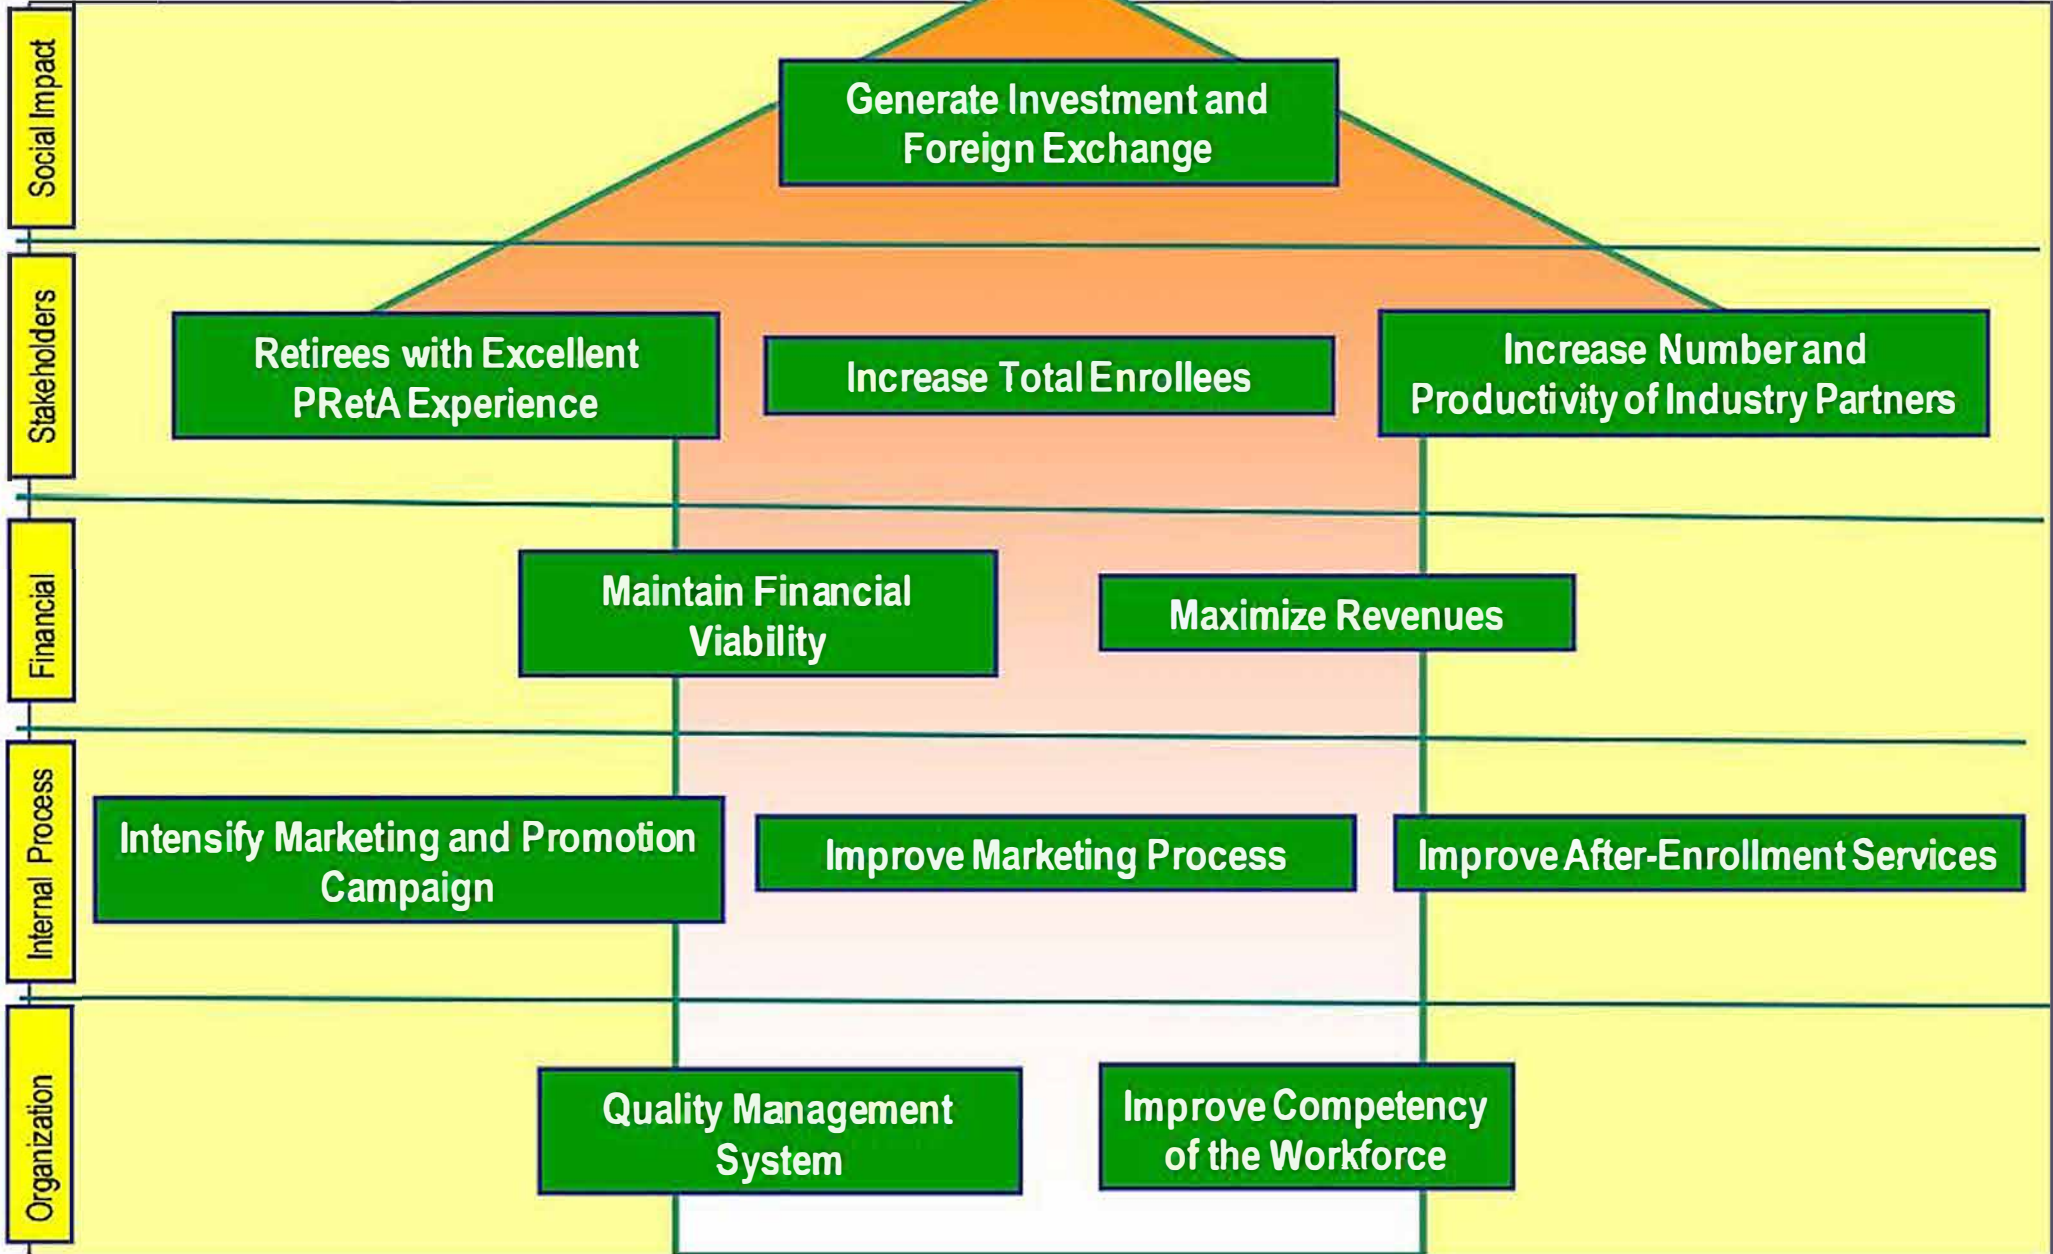 Social Impact
Generate Investment and
Foreign Exchange
Stakeholders
Retirees with Excellent
PRetA Experience
Increase Total Enrollees
Increase Number and
Productivity of Industry Partners
Financial
Maintain Financial
Viability
Maximize Revenues
Internal Process
Intensify Marketing and Promotion
Campaign
Improve Marketing Process
Improve After-Enrollment Services
Organization
Quality Management
System
Improve Competency
of the Workforce